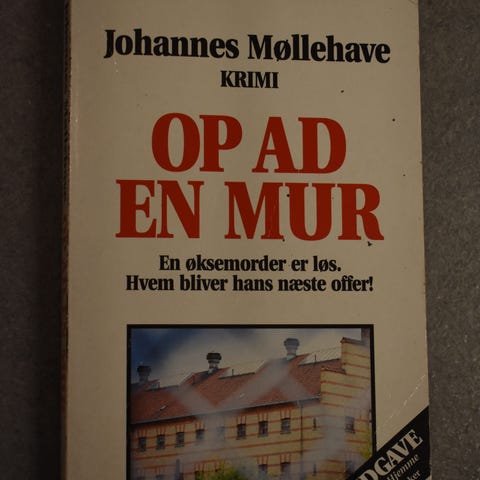 Johannes Møllehave
KRIMI
OP AD
EN MUR
En øksemorder er løs.
Hvem bliver hans næste offer!